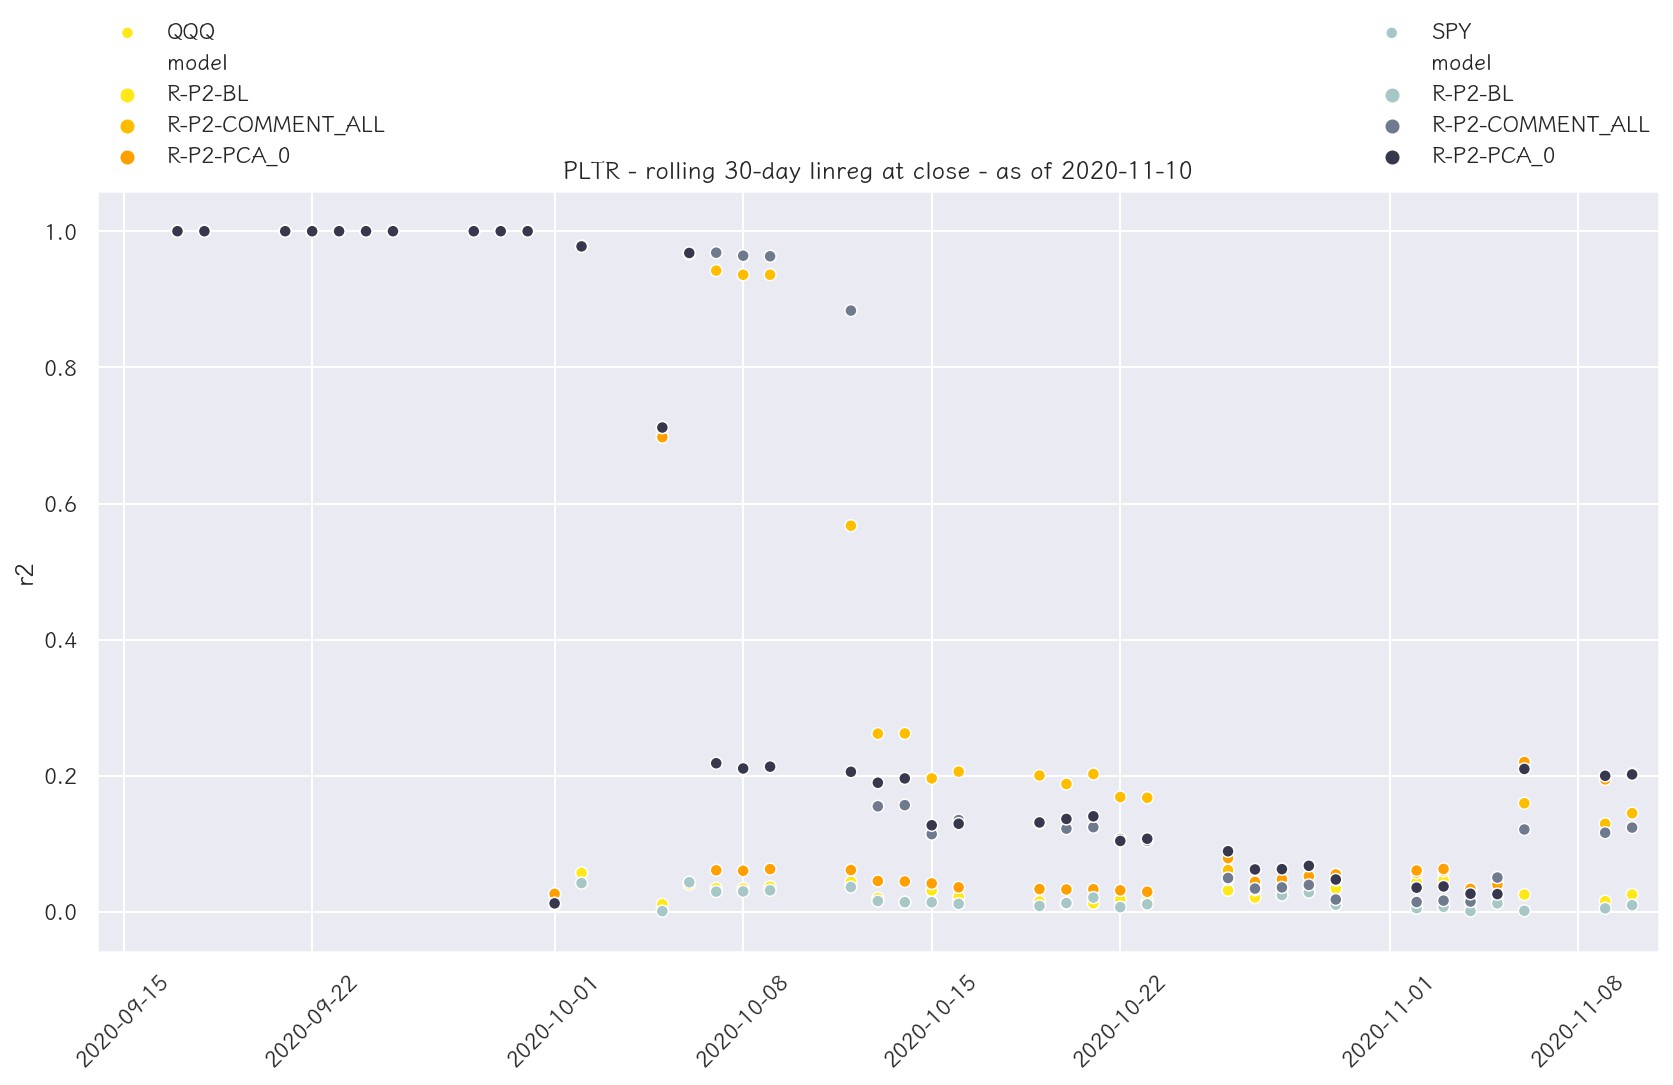 QQQ
model
R-P2-BL
R-P2-COMMENT_ALL
R-P2-PCA_0
SPY
model
R-P2-BL
R-P2-COMMENT_ALL
R-P2-PCA_0
PLTR - rolling 30-day linreg at close - as of 2020-11-10
r2
1.0
0.8
0.6
0.4
0.2
0.0
2020-09-15
2020-09-22
2020-10-01
2020-10-08
2020-10-15
2020-10-22
2020-11-01
2020-11-08